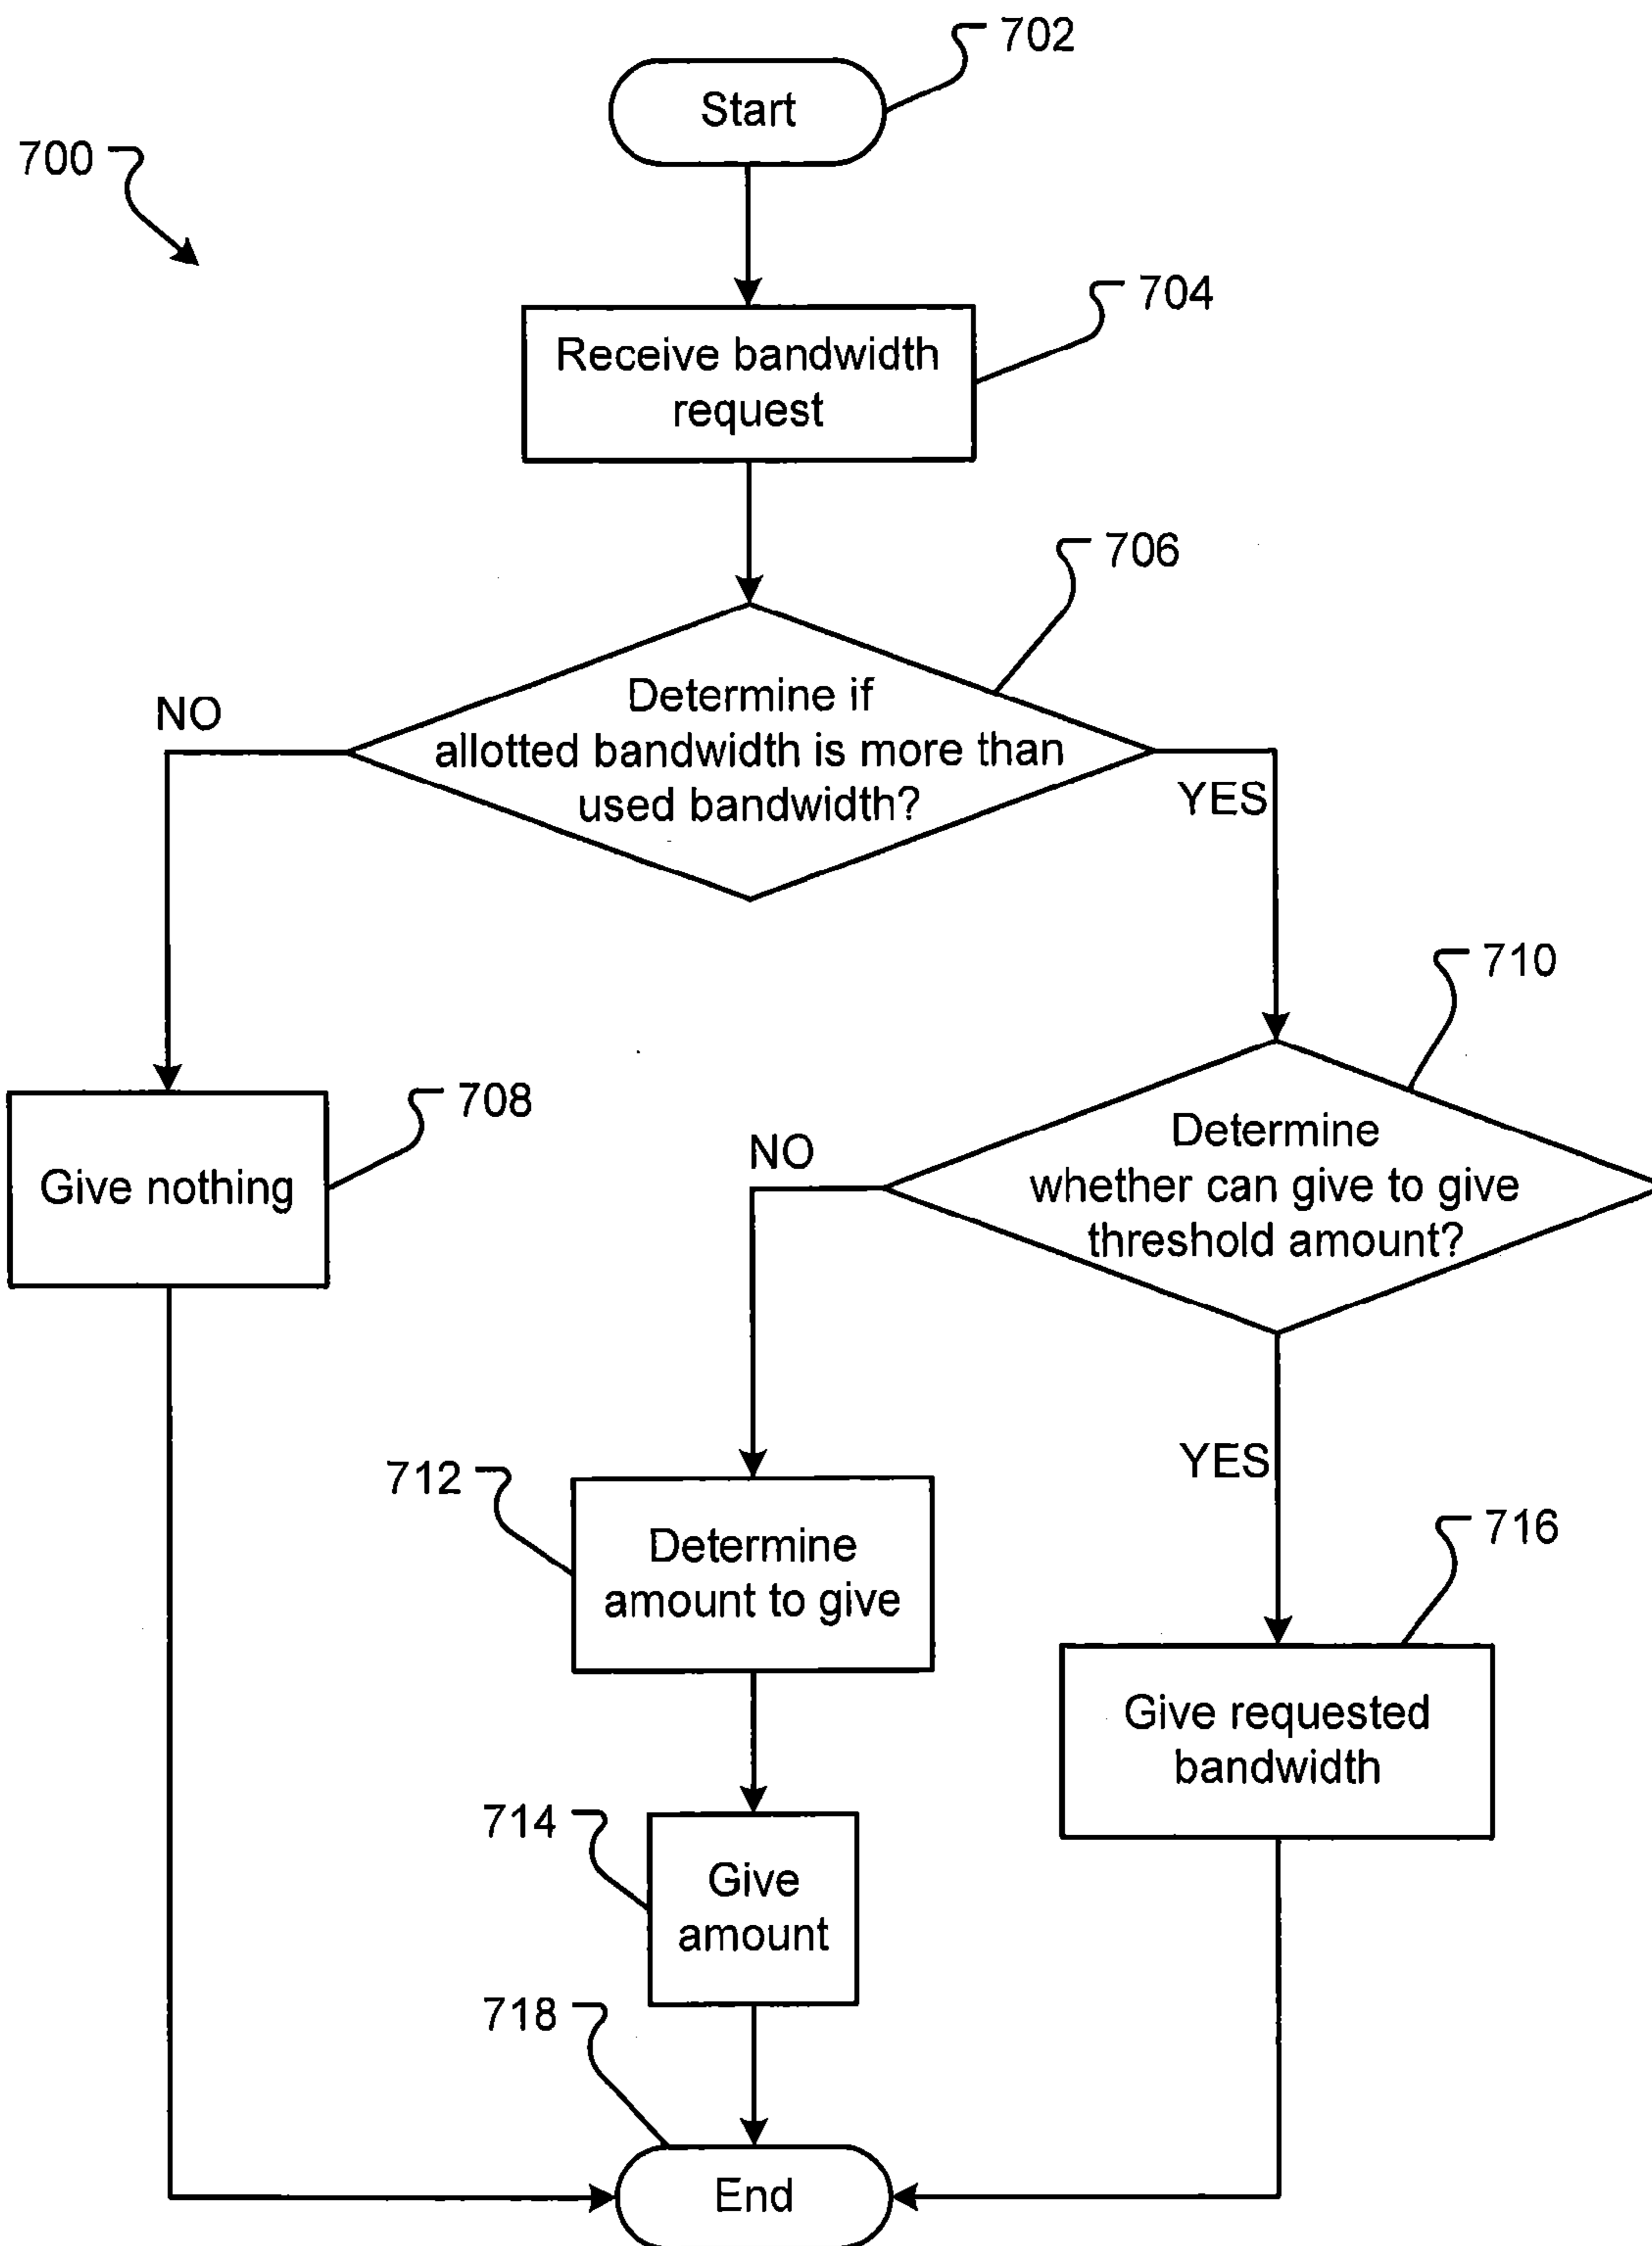 702
Start
700
704
Receive bandwidth
request
706
Determine if
allotted bandwidth is more than
used bandwidth?
NO
YES
710
708
Give nothing
Determine
whether can give to give
threshold amount?
NO
712
Determine
amount to give
YES
716
Give requested
bandwidth
714
Give
amount
718
End